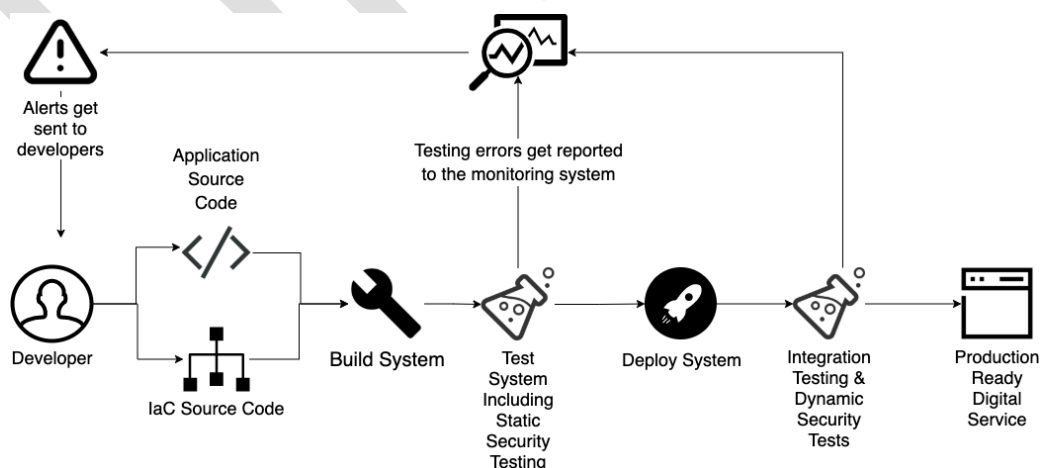 Alerts get
sent to
developers
Application
Source
Code
Testing errors get reported
to the monitoring system
Developer
IaC Source Code
Build System
Test
System
Including
Static
Security
Testing
Deploy System
Integration
Testing &
Dynamic
Security
Tests
Production
Ready
Digital
Service